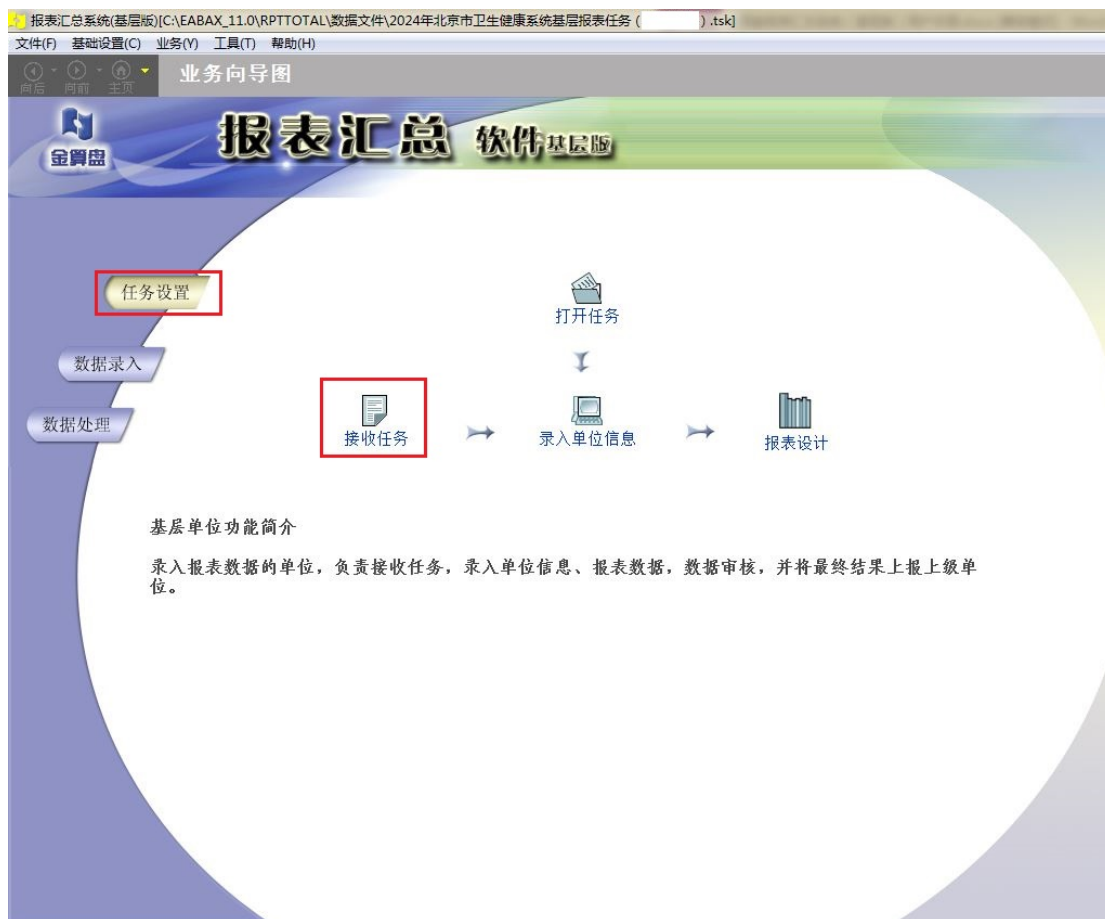 报表汇总系统(基层版)[C:\EABAX_11.0\RPTTOTAL\数据文件\2024年北京市卫生健康系统基层报表任务 ( ) .tsk]
文件(F) 基础设置(C) 业务(Y) 工具(T) 帮助(H)
向后 向前 主页 业务向导图
金算盘 报表汇总 软件基层版
任务设置
打开任务
数据录入
数据处理
接收任务 录入单位信息 报表设计
基层单位功能简介
录入报表数据的单位，负责接收任务，录入单位信息、报表数据，数据审核，并将最终结果上报上级单
位。